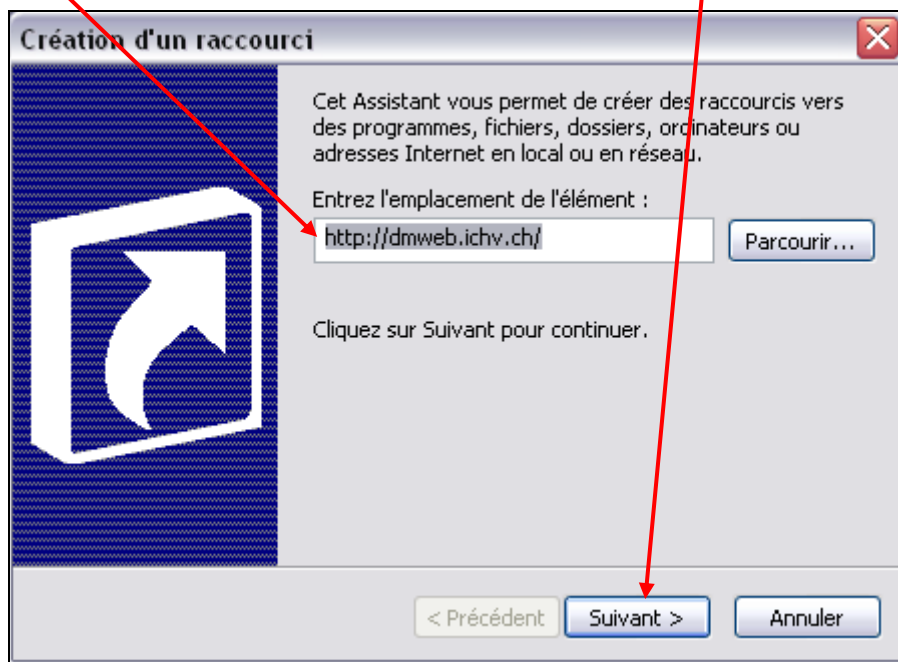 Création d'un raccourci
Cet Assistant vous permet de créer des raccourcis vers
des programmes, fichiers, dossiers, ordinateurs ou
adresses Internet en local ou en réseau.
Entrez l'emplacement de l'élément :
http://dmweb.ichv.ch/
Parcourir...
Cliquez sur Suivant pour continuer.
< Précédent
Suivant >
Annuler